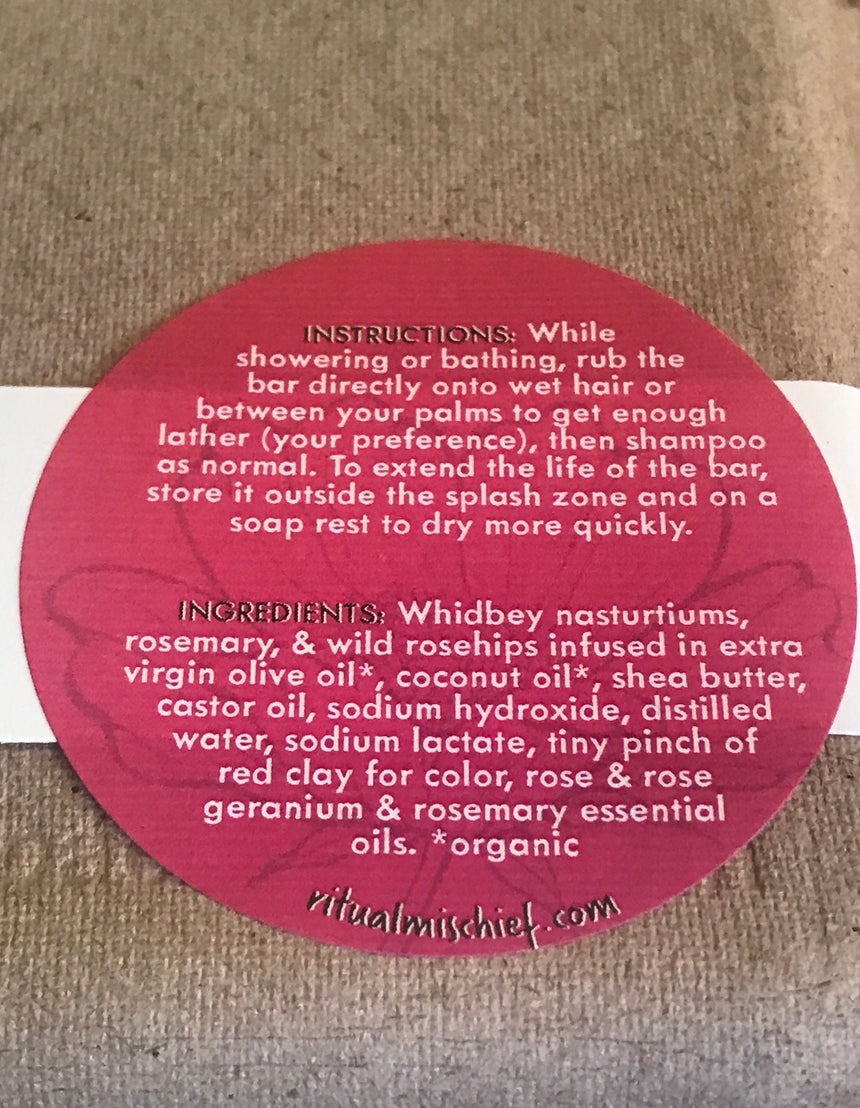 INSTRUCTIONS: While
showering or bathing, rub the
bar directly onto wet hair or
between your palms to get enough
lather (your preference), then shampoo
as normal. To extend the life of the bar,
store it outside the splash zone and on a
soap rest to dry more quickly.
INGREDIENTS: Whidbey nasturtiums,
rosemary, & wild rosehips infused in extra
virgin olive oil*, coconut oil*, shea butter,
castor oil, sodium hydroxide, distilled
water, sodium lactate, tiny pinch of
red clay for color, rose & rose
geranium & rosemary essential
oils. *organic
ritualmischief.com